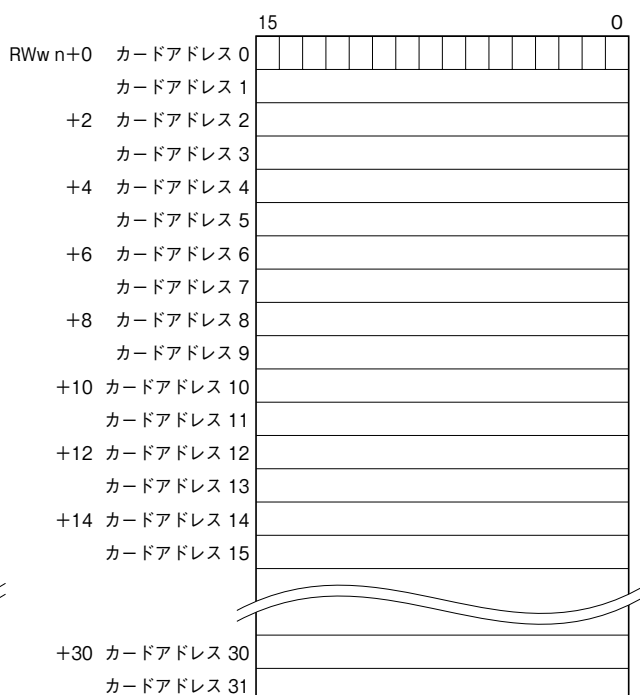 15 0
RWw n+0 カードアドレス 0
カードアドレス 1
+2 カードアドレス 2
カードアドレス 3
+4 カードアドレス 4
カードアドレス 5
+6 カードアドレス 6
カードアドレス 7
+8 カードアドレス 8
カードアドレス 9
+10 カードアドレス 10
カードアドレス 11
+12 カードアドレス 12
カードアドレス 13
+14 カードアドレス 14
カードアドレス 15
+30 カードアドレス 30
カードアドレス 31